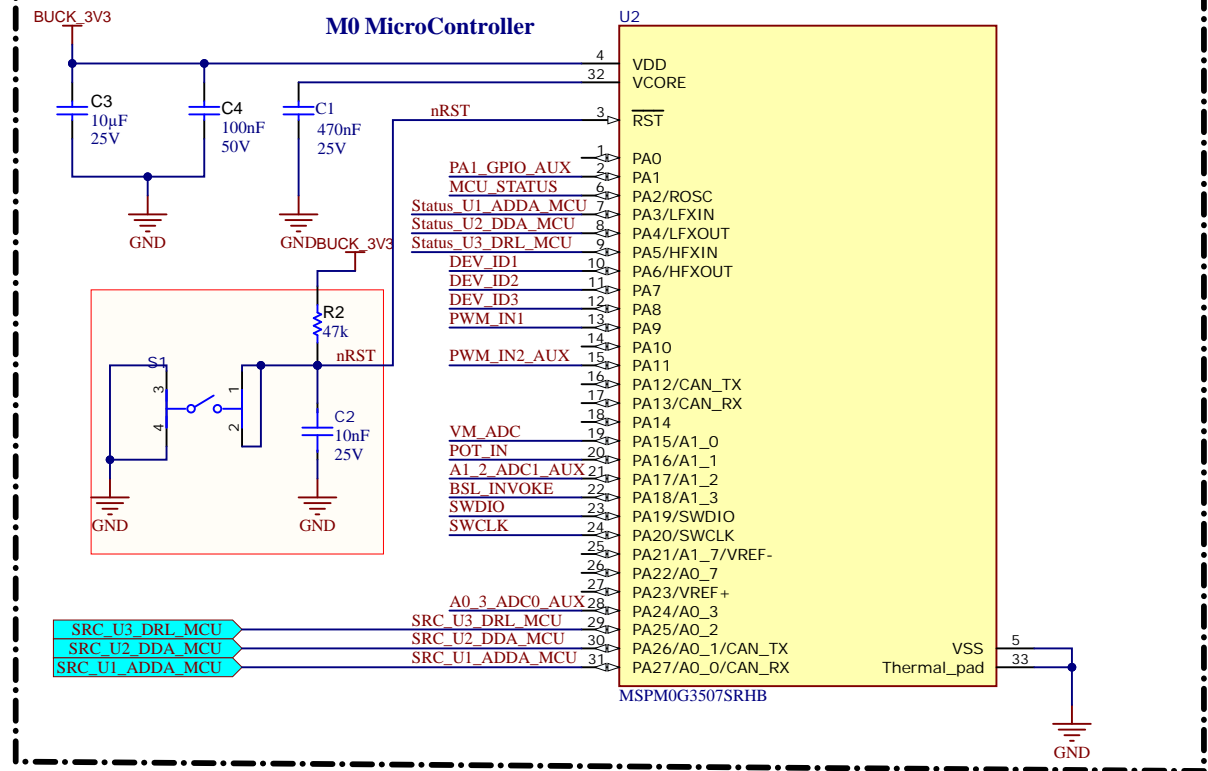 BUCK_3V3
M0 MicroController
U2
C3
10µF
25V
C4
100nF
50V
C1
470nF
25V
GND
GND
BUCK_3V3
nRST
R2
47k
nRST
S1
3
4
1
2
C2
10nF
25V
GND
GND
4 VDD
32 VCORE
3 RST
1 PA0
PA1_GPIO_AUX 2 PA1
MCU_STATUS 6 PA2/ROSC
Status_U1_ADDA_MCU 7 PA3/LFXIN
Status_U2_DDA_MCU 8 PA4/LFXOUT
Status_U3_DRL_MCU 9 PA5/HFXIN
DEV_ID1 10 PA6/HFXOUT
DEV_ID2 11 PA7
DEV_ID3 12 PA8
PWM_IN1 13 PA9
14 PA10
PWM_IN2_AUX 15 PA11
16 PA12/CAN_TX
17 PA13/CAN_RX
18 PA14
VM_ADC 19 PA15/A1_0
POT_IN 20 PA16/A1_1
A1_2_ADC1_AUX 21 PA17/A1_2
BSL_INVOKE 22 PA18/A1_3
SWDIO 23 PA19/SWDIO
SWCLK 24 PA20/SWCLK
25 PA21/A1_7/VREF-
26 PA22/A0_7
27 PA23/VREF+
A0_3_ADC0_AUX 28 PA24/A0_3
SRC_U3_DRL_MCU SRC_U3_DRL_MCU 29 PA25/A0_2
SRC_U2_DDA_MCU SRC_U2_DDA_MCU 30 PA26/A0_1/CAN_TX
SRC_U1_ADDA_MCU SRC_U1_ADDA_MCU 31 PA27/A0_0/CAN_RX
VSS 5
Thermal_pad 33
MSPM0G3507SRHB
GND